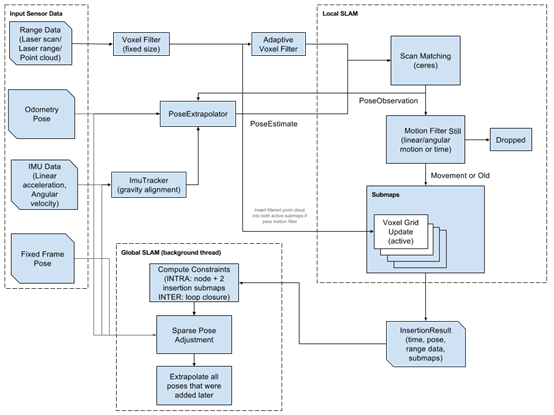 Input Sensor Data
Range Data
(Laser scan/
Laser range/
Point cloud)
Voxel Filter
(fixed size)
Adaptive
Voxel Filter
Local SLAM
Scan Matching
(ceres)
PoseObservation
Odometry
Pose
PoseExtrapolator
PoseEstimate
Motion Filter
(linear/angular
motion or time)
Still
Dropped
Movement or Old
IMU Data
(Linear
acceleration,
Angular
velocity)
ImuTracker
(gravity alignment)
Submaps
Voxel Grid
Update
(active)
Insert filtered point cloud
into both active submaps if
pass motion filter
Fixed Frame
Pose
Global SLAM (background thread)
Compute Constraints
(INTRA: node + 2
insertion submaps
INTER: loop closure)
Sparse Pose
Adjustment
Extrapolate all
poses that were
added later
InsertionResult
(time, pose,
range data,
submaps)